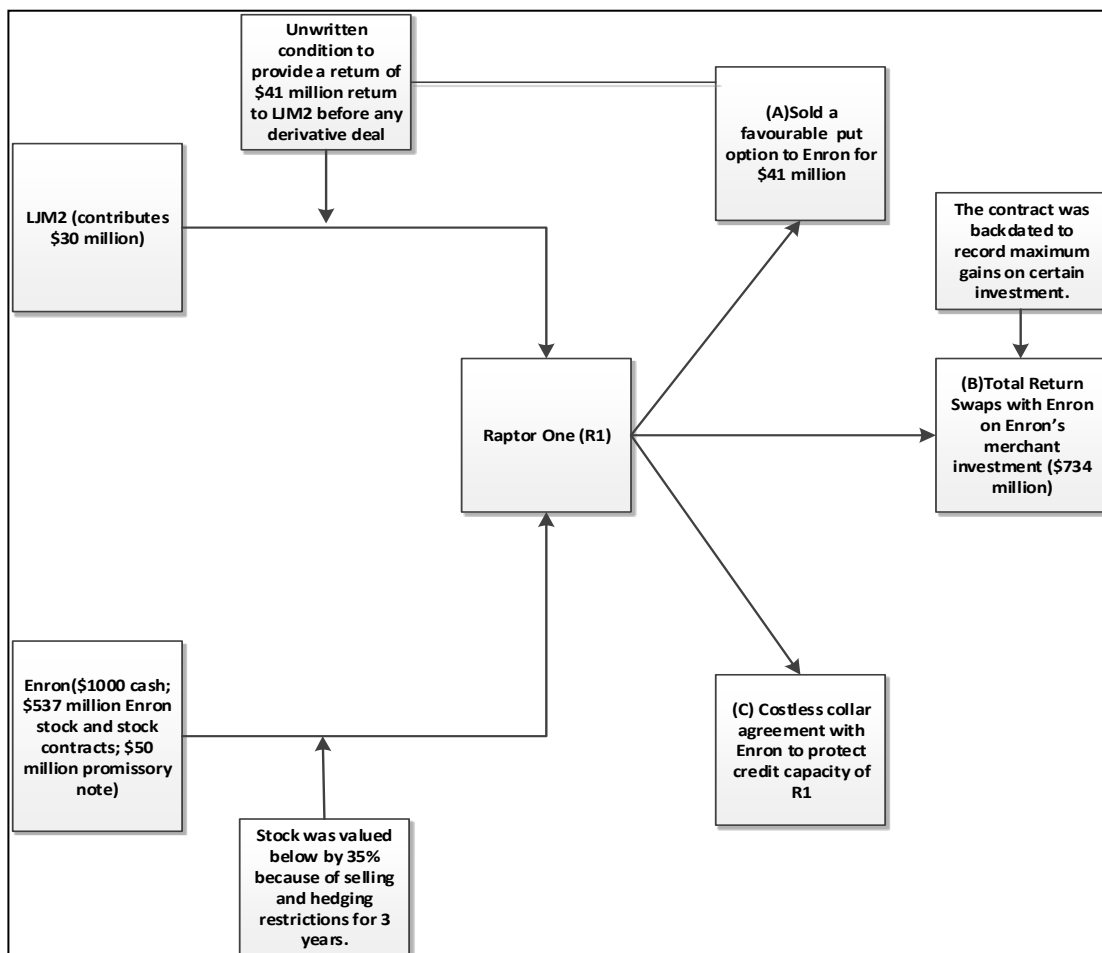 Unwritten
condition to
provide a return of
$41 million return
to LJM2 before any
derivative deal
(A)Sold a
favourable put
option to Enron for
$41 million
LJM2 (contributes
$30 million)
The contract was
backdated to
record maximum
gains on certain
investment.
Raptor One (R1)
(B)Total Return
Swaps with Enron
on Enron's
merchant
investment ($734
million)
Enron($1000 cash;
$537 million Enron
stock and stock
contracts; $50
million promissory
note)
(C) Costless collar
agreement with
Enron to protect
credit capacity of
R1
Stock was valued
below by 35%
because of selling
and hedging
restrictions for 3
years.